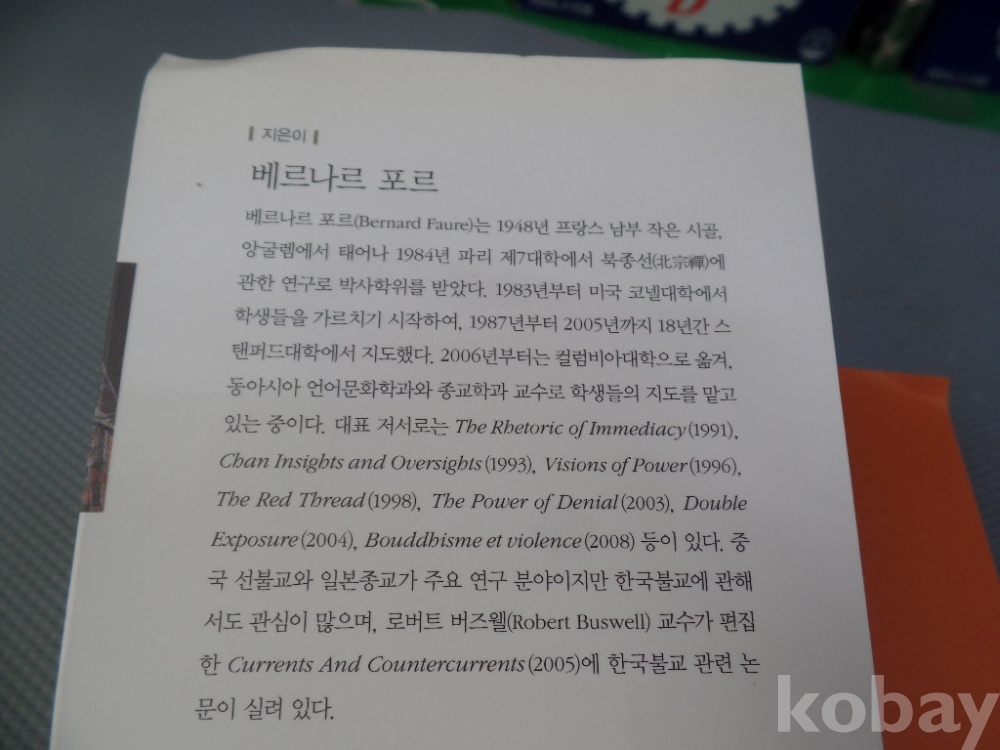 D
지은이
베르나르 포르
베르나르 포르(Bernard Faure)는 1948년 프랑스 남부 작은 시골,
앙굴렘에서 태어나 1984년 파리 제7대학에서 북종선(北宗禪)에
관한 연구로 박사학위를 받았다. 1983년부터 미국 코넬대학에서
학생들을 가르치기 시작하여, 1987년부터 2005년까지 18년간 스
탠퍼드대학에서 지도했다. 2006년부터는 컬럼비아대학으로 옮겨,
동아시아 언어문화학과와 종교학과 교수로 학생들의 지도를 맡고
있는 중이다. 대표 저서로는 The Rhetoric of Immediacy(1991),
Chan Insights and Oversights(1993), Visions of Power(1996),
The Red Thread(1998), The Power of Denial(2003), Double
Exposure(2004), Bouddhisme et violence(2008) 등이 있다. 중
국 선불교와 일본종교가 주요 연구 분야이지만 한국불교에 관해
서도 관심이 많으며, 로버트 버즈웰(Robert Buswell) 교수가 편집
한 Currents And Countercurrents(2005)에 한국불교 관련 논
문이 실려 있다.
kobay